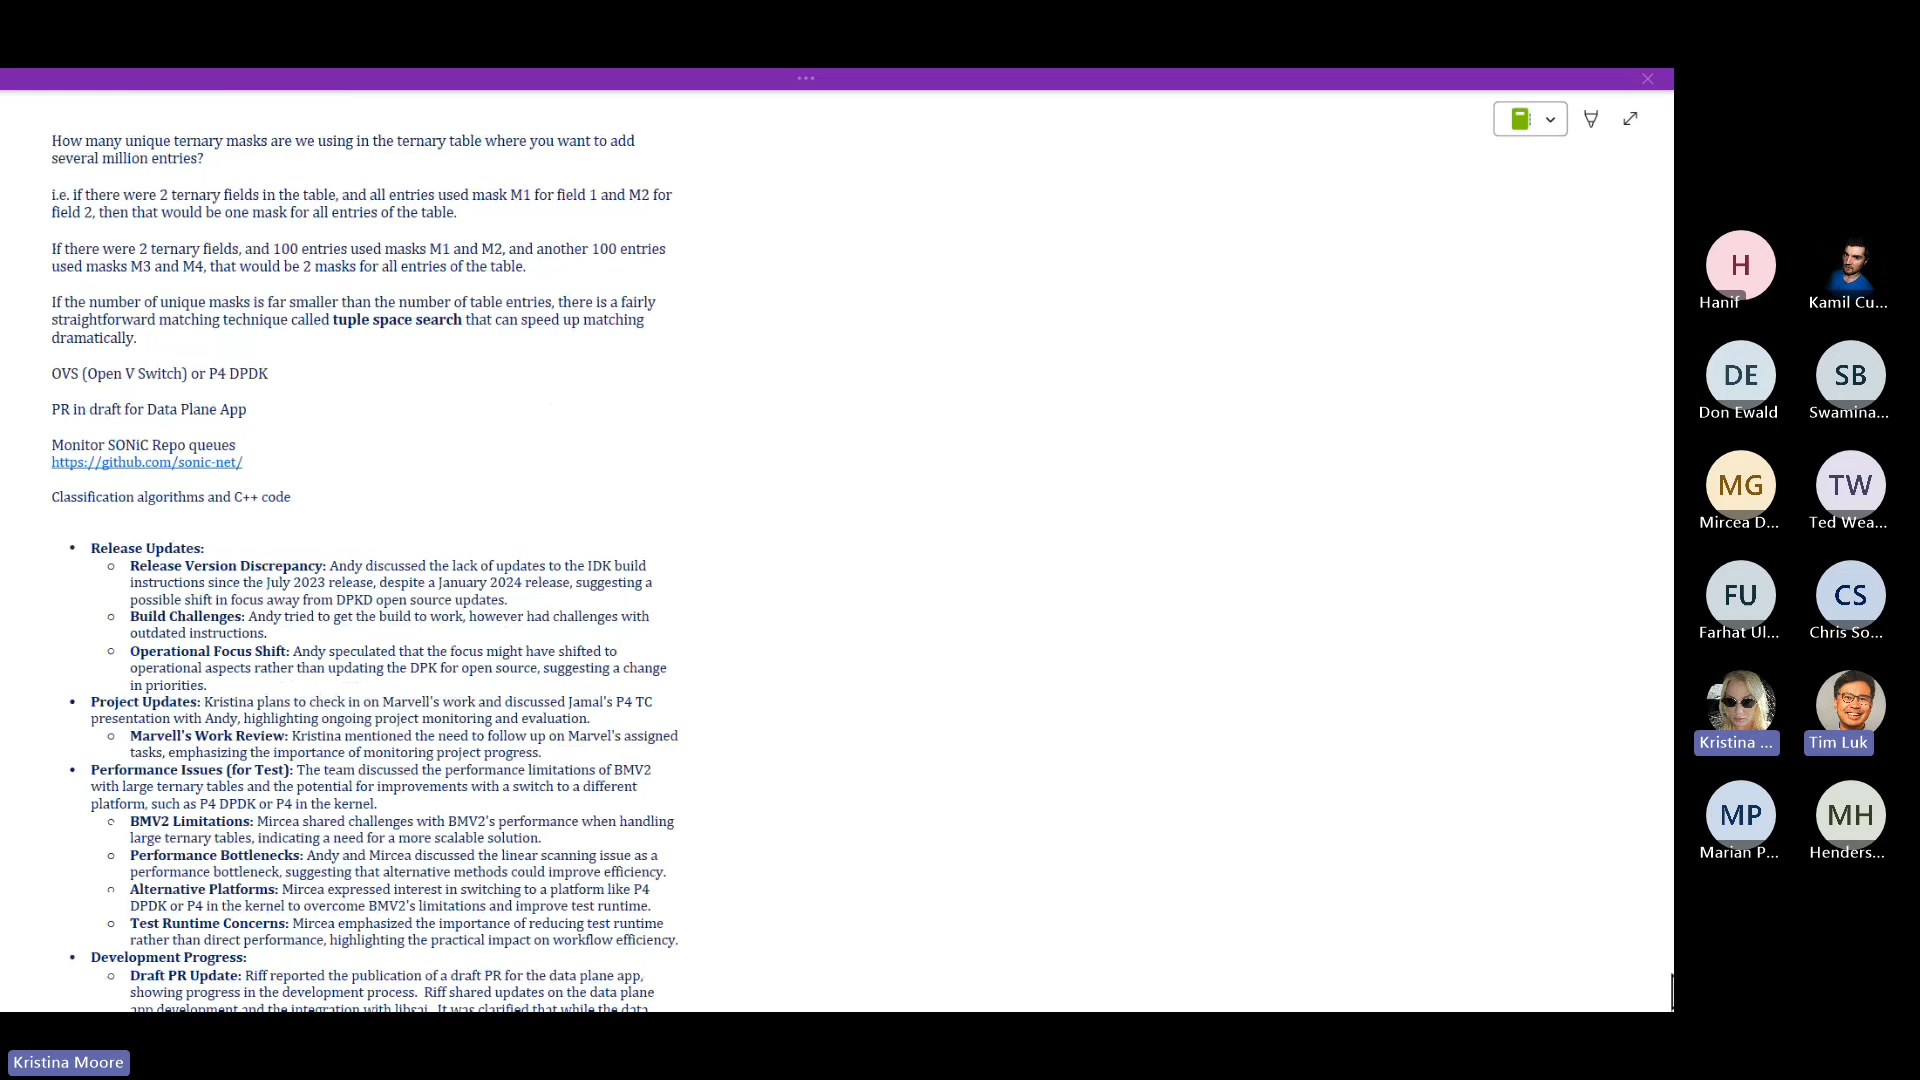 How many unique ternary masks are we using in the ternary table where you want to add
several million entries?
i.e. if there were 2 ternary fields in the table, and all entries used mask M1 for field 1 and M2 for
field 2, then that would be one mask for all entries of the table.
If there were 2 ternary fields, and 100 entries used masks M1 and M2, and another 100 entries
used masks M3 and M4, that would be 2 masks for all entries of the table.
If the number of unique masks is far smaller than the number of table entries, there is a fairly
straightforward matching technique called tuple space search that can speed up matching
dramatically.
OVS (Open V Switch) or P4 DPDK
PR in draft for Data Plane App
Monitor SONiC Repo queues
https://github.com/sonic-net/
Classification algorithms and C++ code
• Release Updates:
○ Release Version Discrepancy: Andy discussed the lack of updates to the IDK build
instructions since the July 2023 release, despite a January 2024 release, suggesting a
possible shift in focus away from DPKD open source updates.
○ Build Challenges: Andy tried to get the build to work, however had challenges with
outdated instructions.
○ Operational Focus Shift: Andy speculated that the focus might have shifted to
operational aspects rather than updating the DPK for open source, suggesting a change
in priorities.
• Project Updates: Kristina plans to check in on Marvell's work and discussed Jamal's P4 TC
presentation with Andy, highlighting ongoing project monitoring and evaluation.
○ Marvell's Work Review: Kristina mentioned the need to follow up on Marvel's assigned
tasks, emphasizing the importance of monitoring project progress.
• Performance Issues (for Test): The team discussed the performance limitations of BMV2
with large ternary tables and the potential for improvements with a switch to a different
platform, such as P4 DPDK or P4 in the kernel.
○ BMV2 Limitations: Mircea shared challenges with BMV2's performance when handling
large ternary tables, indicating a need for a more scalable solution.
○ Performance Bottlenecks: Andy and Mircea discussed the linear scanning issue as a
performance bottleneck, suggesting that alternative methods could improve efficiency.
○ Alternative Platforms: Mircea expressed interest in switching to a platform like P4
DPDK or P4 in the kernel to overcome BMV2's limitations and improve test runtime.
○ Test Runtime Concerns: Mircea emphasized the importance of reducing test runtime
rather than direct performance, highlighting the practical impact on workflow efficiency.
• Development Progress:
○ Draft PR Update: Riff reported the publication of a draft PR for the data plane app,
showing progress in the development process. Riff shared updates on the data plane
app development and the integration with libsai. It was clarified that while the data
H
Hanif
Kamil Cu...
DE
Don Ewald
SB
Swamina...
MG
Mircea D...
TW
Ted Wea...
FU
Farhat Ul...
CS
Chris So...
Kristina ...
Tim Luk
MP
Marian P...
MH
Henders...
Kristina Moore